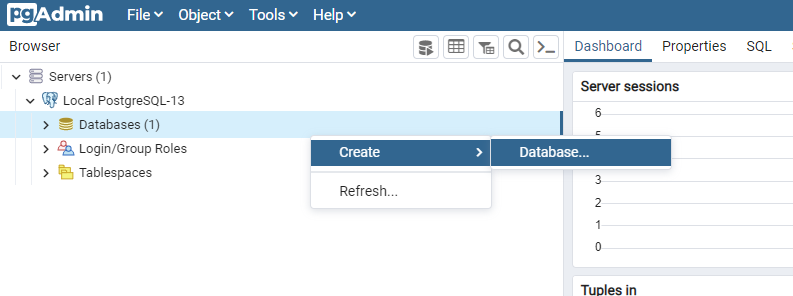 pgAdmin File Object Tools Help
Browser Dashboard Properties SQL
Servers (1)
Server sessions
Local PostgreSQL-13
6
Databases (1)
5
Login/Group Roles
Create Database...
Tablespaces
3
Refresh...
2
1
0
Tuples in